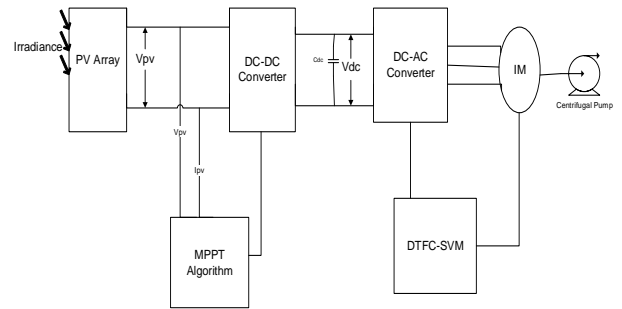 Irradiance
PV Array
Vpv
DC-DC
Converter
Cdc
Vdc
DC-AC
Converter
IM
Centrifugal Pump
Vpv
Ipv
MPPT
Algorithm
DTFC-SVM